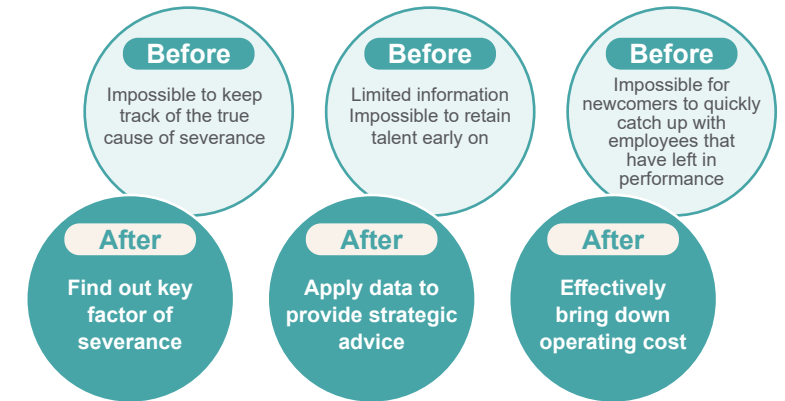 Before
Impossible to keep
track of the true
cause of severance
Before
Limited information
Impossible to retain
talent early on
Before
Impossible for
newcomers to quickly
catch up with
employees that
have left in
performance
After
Find out key
factor of
severance
After
Apply data to
provide strategic
advice
After
Effectively
bring down
operating cost